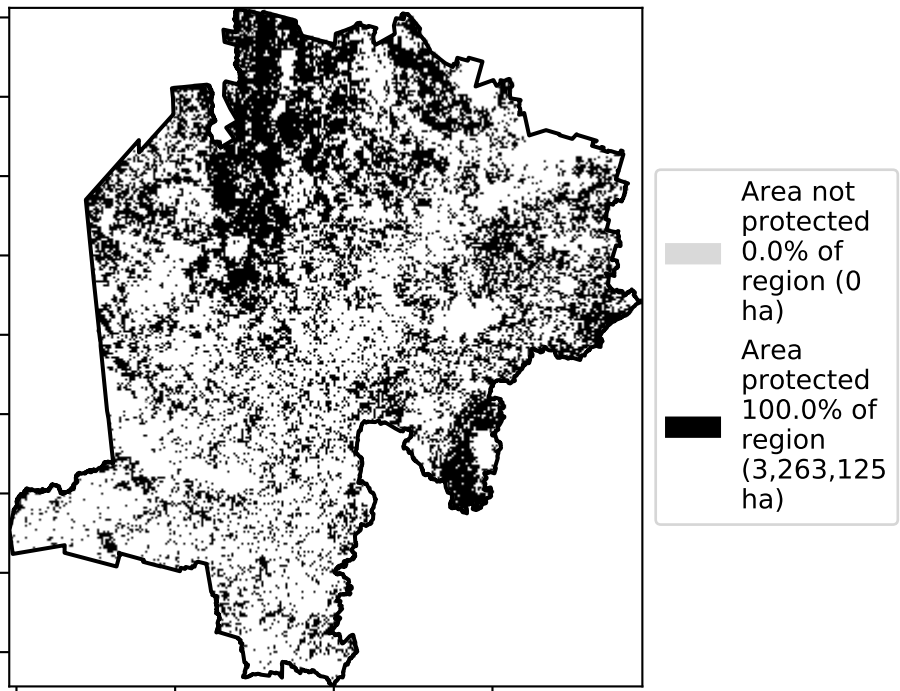 Area not
protected
0.0% of
region (0
ha)
Area
protected
100.0% of
region
(3,263,125
ha)